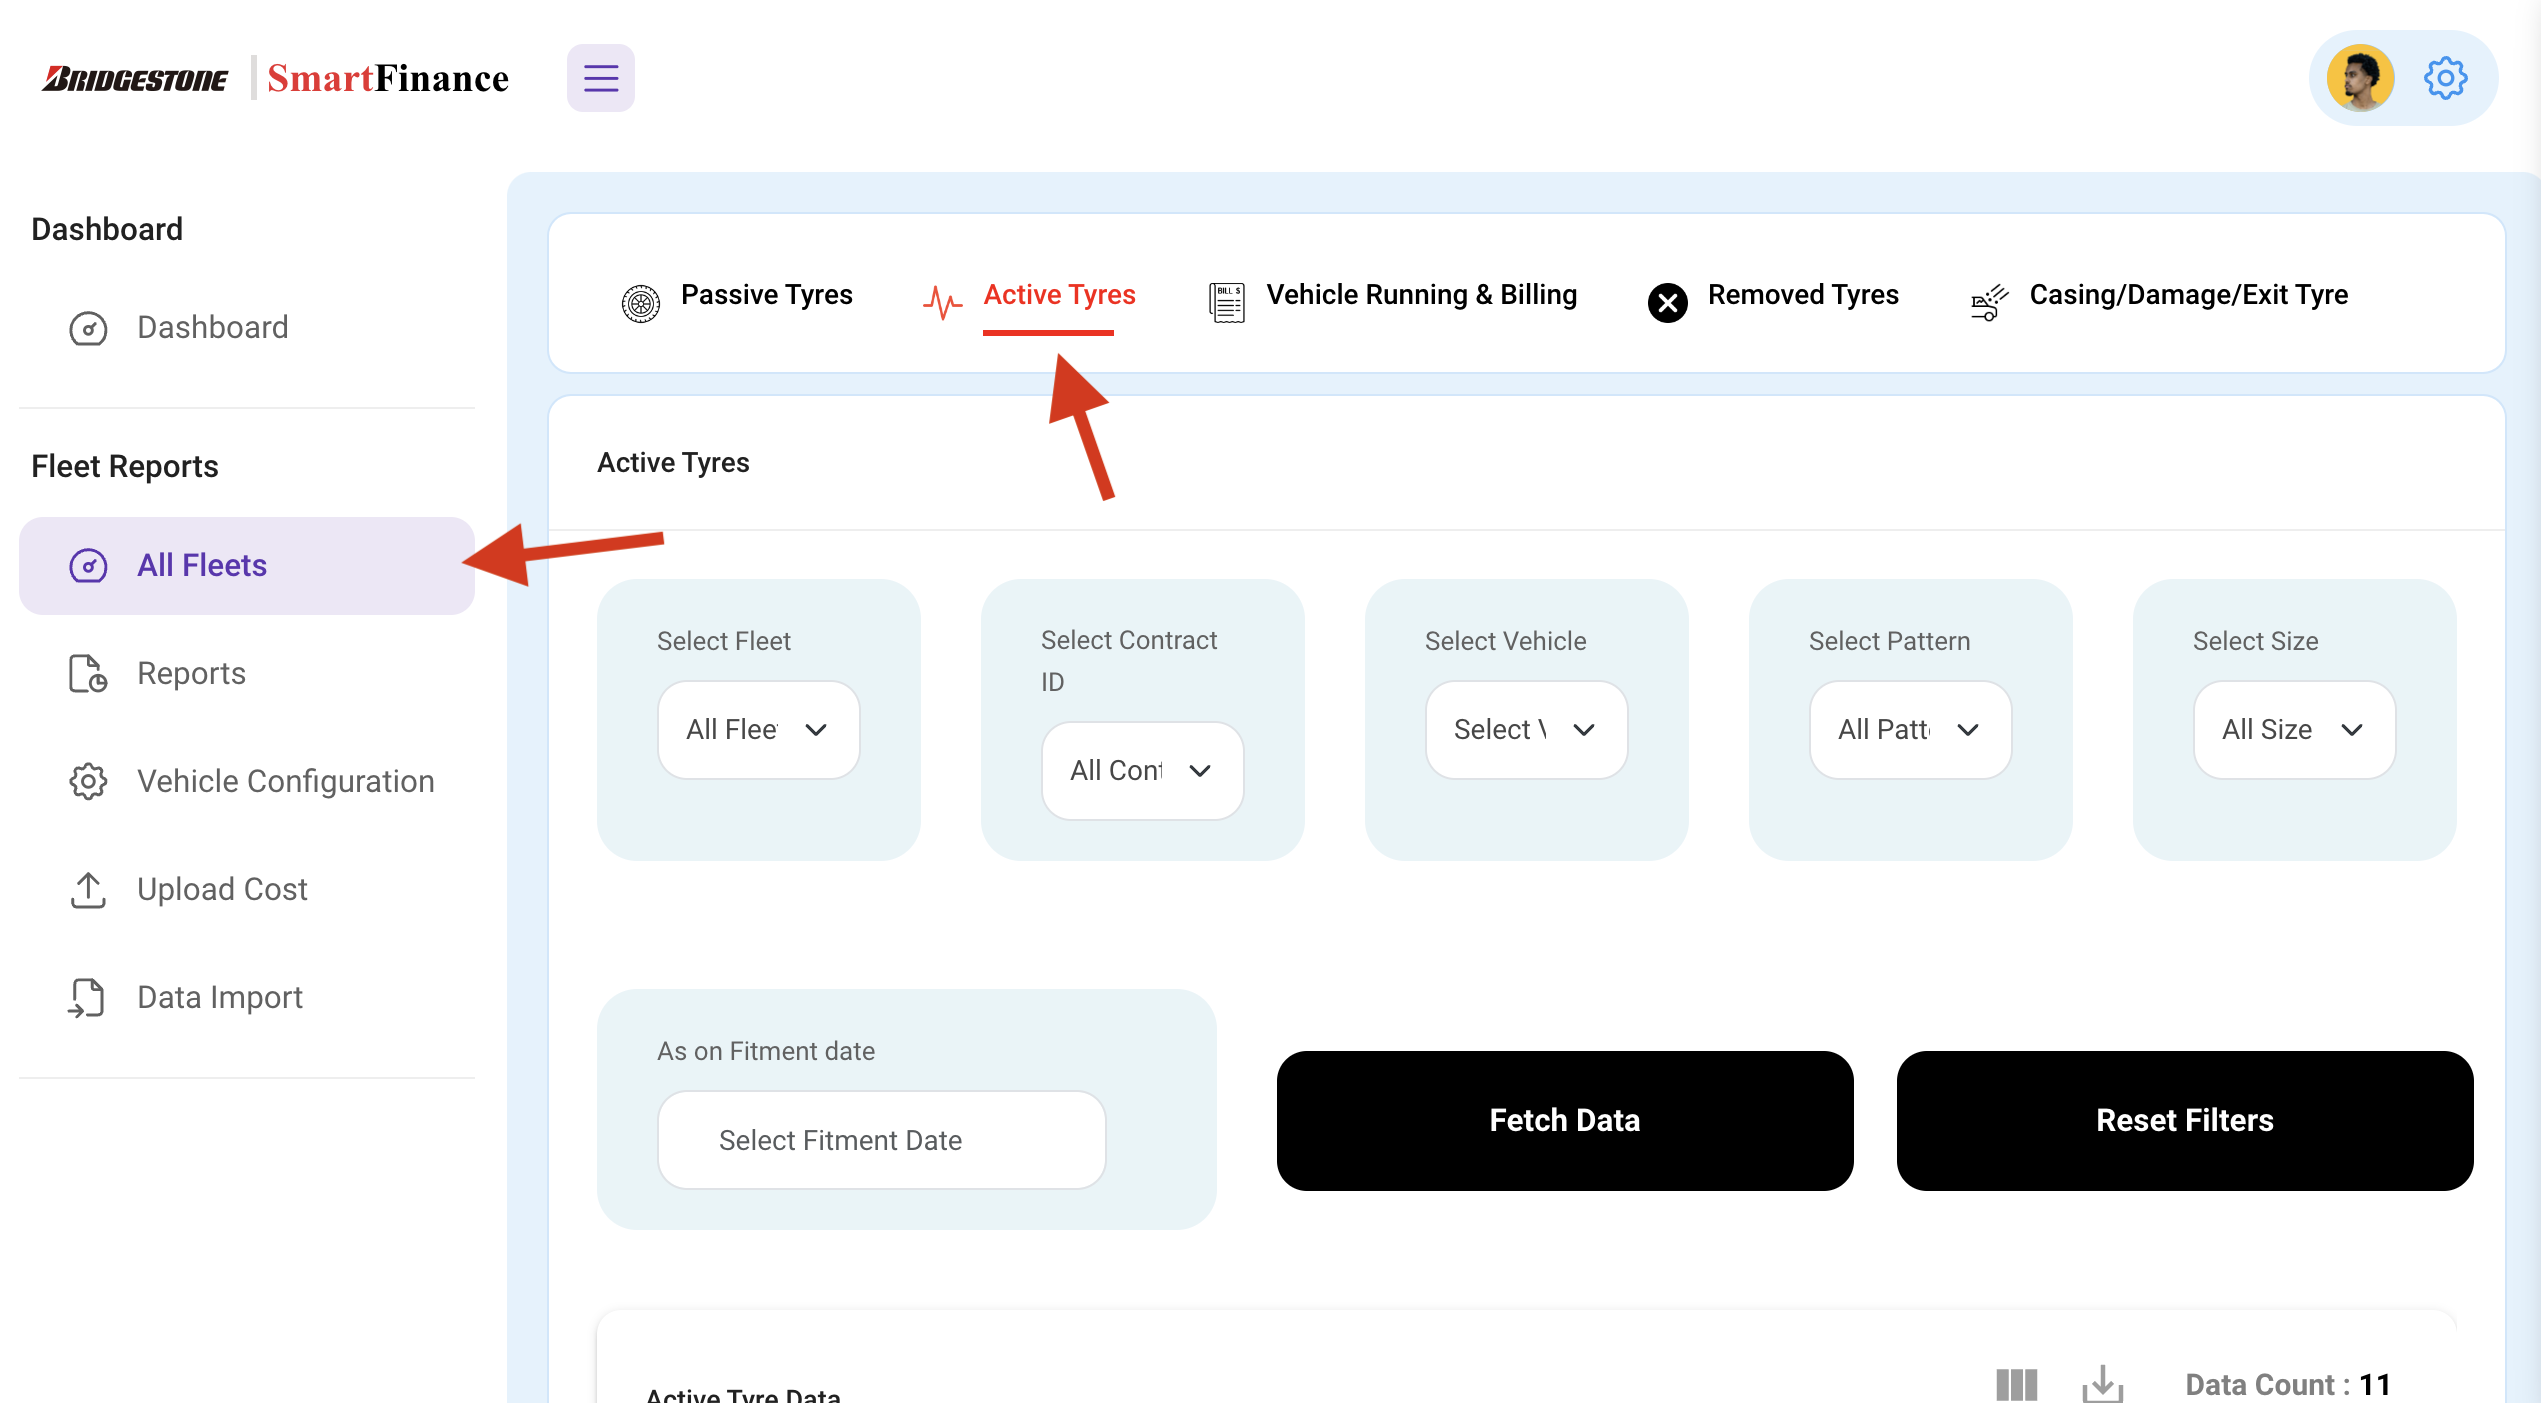 BRIDGESTONE SmartFinance
Dashboard
Dashboard
Fleet Reports
All Fleets
Reports
Vehicle Configuration
Upload Cost
Data Import
Passive Tyres
Active Tyres
BILL $
Vehicle Running & Billing
Removed Tyres
Casing/Damage/Exit Tyre
Active Tyres
Select Fleet
All Flee
Select Contract
ID
All Cont
Select Vehicle
Select V
Select Pattern
All Patt
Select Size
All Size
As on Fitment date
Select Fitment Date
Fetch Data
Reset Filters
Active Tyre Data
Data Count : 11